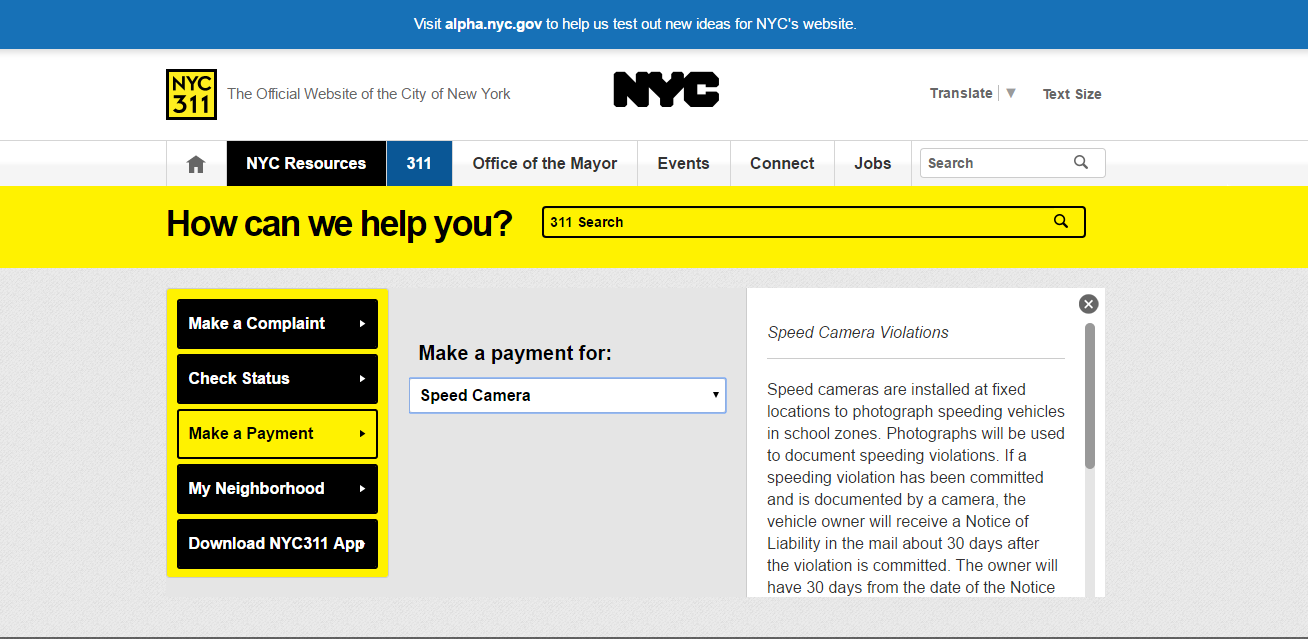 Visit alpha.nyc.gov to help us test out new ideas for NYC's website.
NYC
311
The Official Website of the City of New York
NYC
Translate
Text Size
NYC Resources
311
Office of the Mayor
Events
Connect
Jobs
Search
How can we help you?
311 Search
Make a Complaint
Check Status
Make a Payment
My Neighborhood
Download NYC311 App
Make a payment for:
Speed Camera
Speed Camera Violations
Speed cameras are installed at fixed
locations to photograph speeding vehicles
in school zones. Photographs will be used
to document speeding violations. If a
speeding violation has been committed
and is documented by a camera, the
vehicle owner will receive a Notice of
Liability in the mail about 30 days after
the violation is committed. The owner will
have 30 days from the date of the Notice